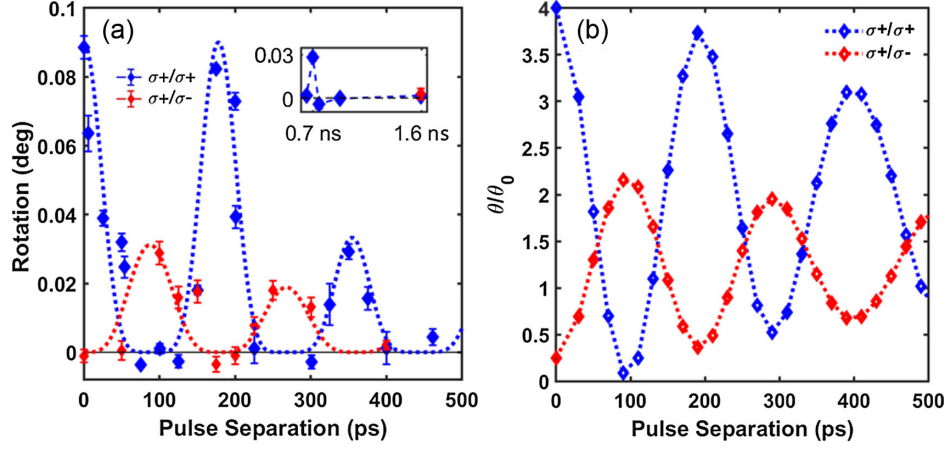 (a)
0.1
0.08
0.06
0.04
0.02
0
Rotation (deg)
σ+/σ+
σ+/σ-
0.03
0
0.7 ns
1.6 ns
0 100 200 300 400 500
Pulse Separation (ps)
(b)
4
3.5
3
2.5
2
1.5
1
0.5
0
θ/θ0
σ+/σ+
σ+/σ-
0 100 200 300 400 500
Pulse Separation (ps)